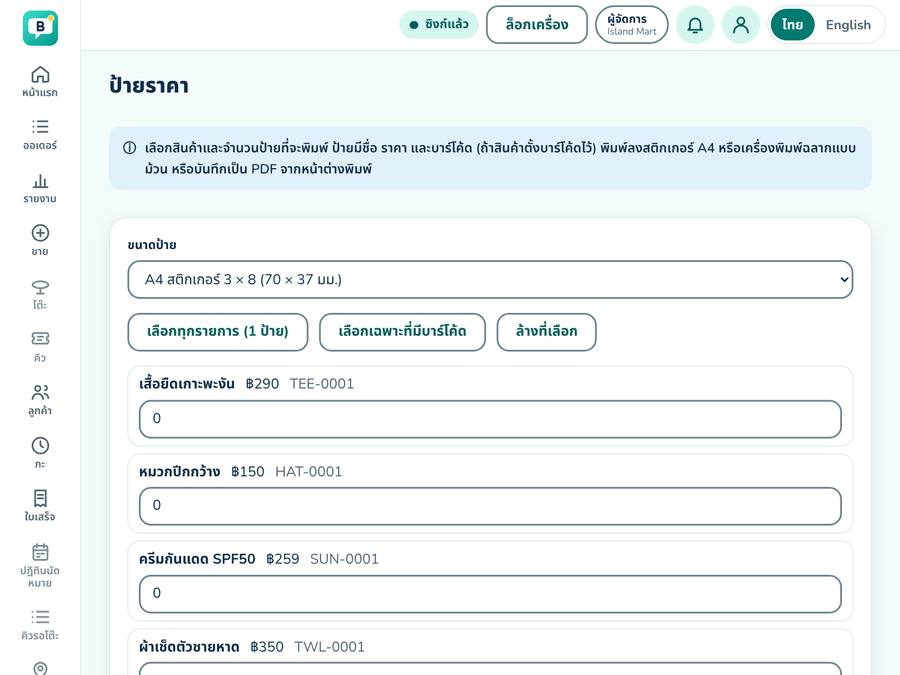 B
ซิงก์แล้ว
ล็อกเครื่อง
ผู้จัดการ
Island Mart
ไทย
English
หน้าแรก
ออเดอร์
รายงาน
ขาย
โต๊ะ
คิว
ลูกค้า
กะ
ใบเสร็จ
ปฏิทินนัด
หมาย
คิวรอโต๊ะ
ป้ายราคา
เลือกสินค้าและจำนวนป้ายที่จะพิมพ์ ป้ายมีชื่อ ราคา และบาร์โค้ด (ถ้าสินค้าตั้งบาร์โค้ดไว้) พิมพ์ลงสติกเกอร์ A4 หรือเครื่องพิมพ์ฉลากแบบ
ม้วน หรือบันทึกเป็น PDF จากหน้าต่างพิมพ์
ขนาดป้าย
A4 สติกเกอร์ 3 × 8 (70 × 37 มม.)
เลือกทุกรายการ (1 ป้าย)
เลือกเฉพาะที่มีบาร์โค้ด
ล้างที่เลือก
เสื้อยืดเกาะพะงัน ฿290 TEE-0001
0
หมวกปีกกว้าง ฿150 HAT-0001
0
ครีมกันแดด SPF50 ฿259 SUN-0001
0
ผ้าเช็ดตัวชายหาด ฿350 TWL-0001